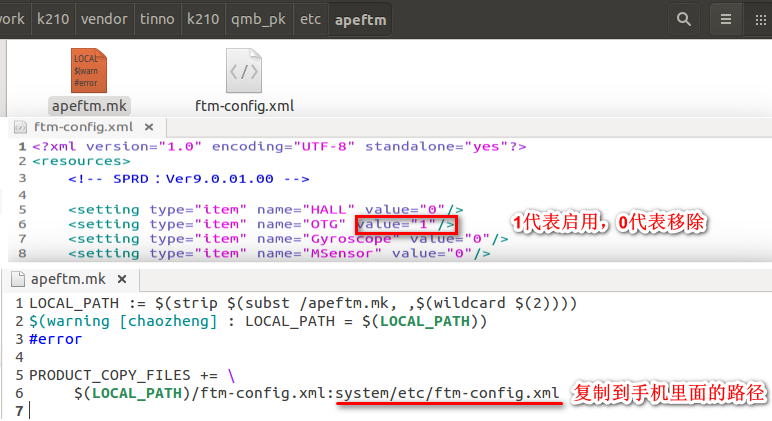 work k210 vendor tinno k210 qmb_pk etc apeftm
LOCAL
$(warn
#error
apeftm.mk ftm-config.xml
ftm-config.xml ×
1 <?xml version="1.0" encoding="UTF-8" standalone="yes"?>
2 <resources>
3 <!-- SPRD：Ver9.0.01.00 -->
4
5 <setting type="item" name="HALL" value="0"/>
6 <setting type="item" name="OTG" value="1"/> 1代表启用，0代表移除
7 <setting type="item" name="Gyroscope" value="0"/>
8 <setting type="item" name="MSensor" value="0"/>
apeftm.mk ×
1 LOCAL_PATH := $(strip $(subst /apeftm.mk, ,$(wildcard $(2))))
2 $(warning [chaozheng] : LOCAL_PATH = $(LOCAL_PATH))
3 #error
4
5 PRODUCT_COPY_FILES += \
6 $(LOCAL_PATH)/ftm-config.xml:system/etc/ftm-config.xml 复制到手机里面的路径
7